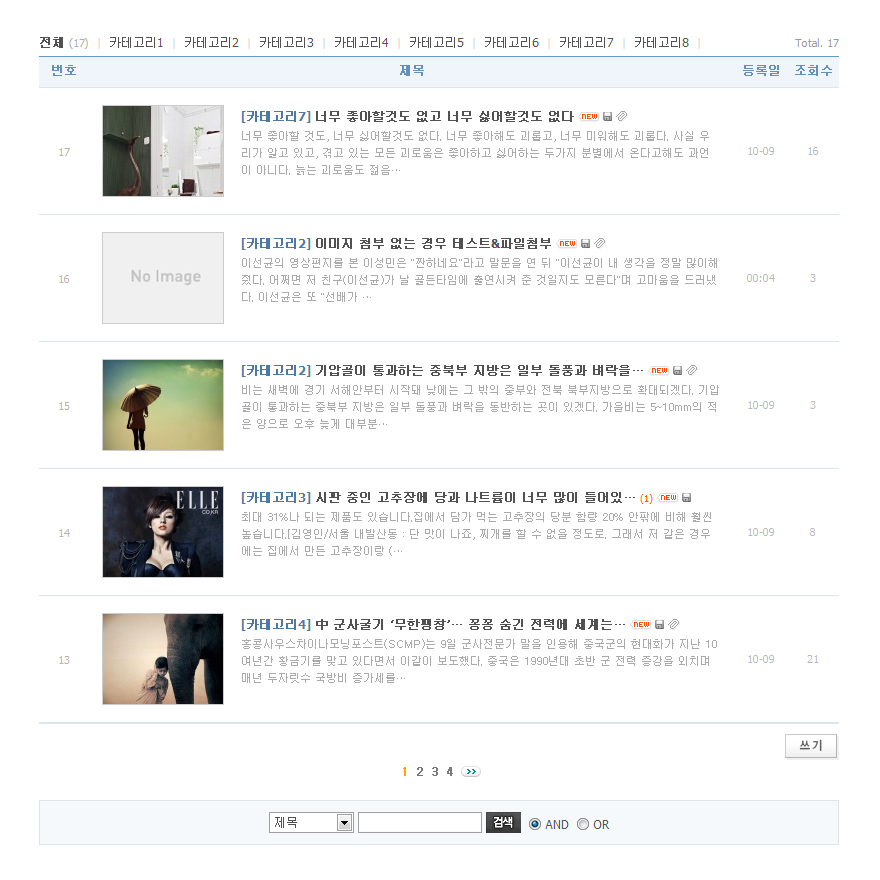 전체 (17) | 카테고리1 | 카테고리2 | 카테고리3 | 카테고리4 | 카테고리5 | 카테고리6 | 카테고리7 | 카테고리8 | Total. 17
번호 제목 등록일 조회수
[카테고리7] 너무 좋아할것도 없고 너무 싫어할것도 없다 NEW
너무 좋아할 것도, 너무 싫어할것도 없다. 너무 좋아해도 괴롭고, 너무 미워해도 괴롭다. 사실 우
17 리가 알고 있고, 겪고 있는 모든 괴로움은 좋아하고 싫어하는 두가지 분별에서 온다고해도 과언 10-09 16
이 아니다. 늙는 괴로움도 젊음…
[카테고리2] 이미지 첨부 없는 경우 테스트&파일첨부 NEW
이선균의 영상편지를 본 이성민은 "짠하네요"라고 말문을 연 뒤 "이선균이 내 생각을 정말 많이해
No Image
16 줬다. 어쩌면 저 친구(이선균)가 날 골든타임에 출연시켜 준 것일지도 모른다"며 고마움을 드러냈 00:04 3
다. 이선균은 또 "선배가 …
[카테고리2] 기압골이 통과하는 중북부 지방은 일부 돌풍과 벼락을… NEW
비는 새벽에 경기 서해안부터 시작돼 낮에는 그 밖의 중부와 전북 북부지방으로 확대되겠다. 기압
15 골이 통과하는 중북부 지방은 일부 돌풍과 벼락을 동반하는 곳이 있겠다. 가을비는 5~10mm의 적 10-09 3
은 양으로 오후 늦게 대부분…
ELLE
CO.KR
[카테고리3] 시판 중인 고추장에 당과 나트륨이 너무 많이 들어있… (1) NEW
최대 31%나 되는 제품도 있습니다.집에서 담가 먹는 고추장의 당분 함량 20% 안팎에 비해 훨씬
14 높습니다.[김영인/서울 내발산동 : 단 맛이 나죠, 찌개를 할 수 없을 정도로. 그래서 저 같은 경우 10-09 8
에는 집에서 만든 고추장이랑 (…
[카테고리4] 中 군사굴기 '무한팽창'… 꽁꽁 숨긴 전력에 세계는… NEW
홍콩사우스차이나모닝포스트(SCMP)는 9일 군사전문가 말을 인용해 중국군의 현대화가 지난 10
13 여년간 황금기를 맞고 있다면서 이같이 보도했다. 중국은 1990년대 초반 군 전력 증강을 외치며 10-09 21
매년 두자릿수 국방비 증가세를…
쓰기
1 2 3 4 >>
제목 검색 AND OR